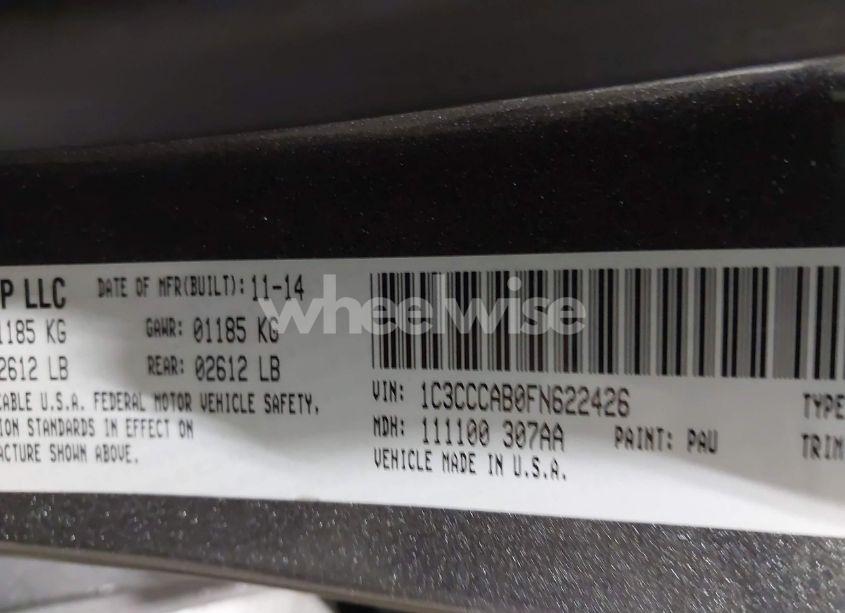 P LLC DATE OF MFR(BUILT): 11-14
1185 KG GAWR: 01185 KG
2612 LB REAR: 02612 LB
CABLE U.S.A. FEDERAL MOTOR VEHICLE SAFETY,
ION STANDARDS IN EFFECT ON
FACTURE SHOWN ABOVE.
wheelwise
VIN: 1C3CCCAB0FN622426 TYPE
MDH: 111100 307AA PAINT: PAU TRIM
VEHICLE MADE IN U.S.A.